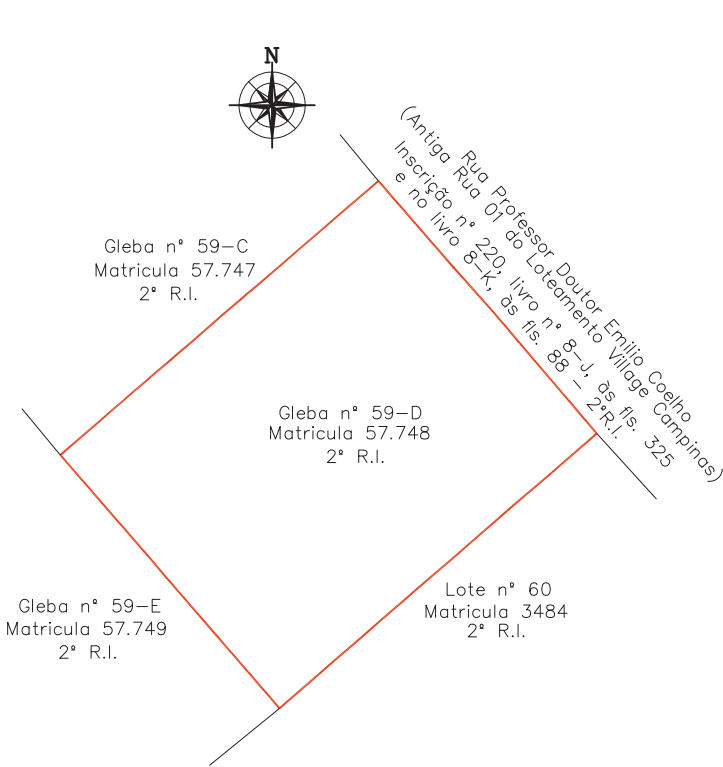 N
Rua Professor Doutor Emilio Coelho
(Antiga Rua 01 do Loteamento Village Campinas)
Inscrição nº 220, livro nº 8-J, às fls. 325
e no livro 8-K, às fls. 88 - 2ºR.I.
Gleba nº 59-C
Matricula 57.747
2º R.I.
Gleba nº 59-D
Matricula 57.748
2º R.I.
Gleba nº 59-E
Matricula 57.749
2º R.I.
Lote nº 60
Matricula 3484
2º R.I.